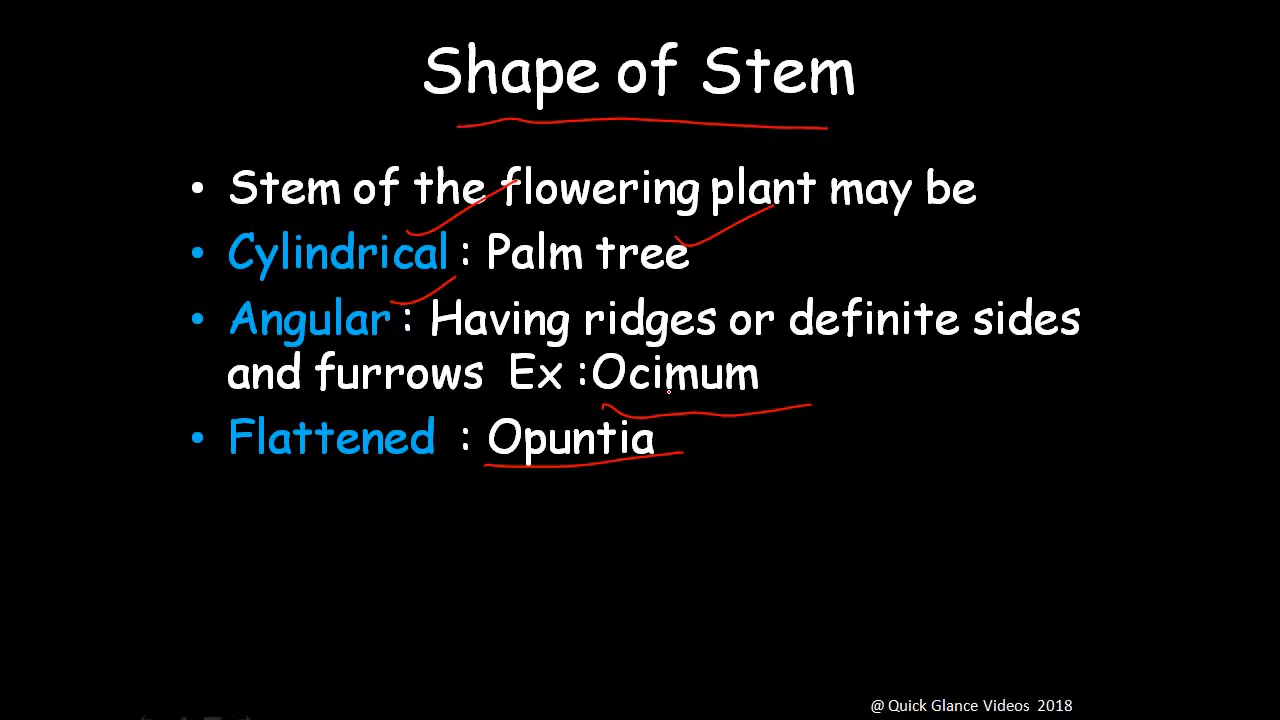 Shape of Stem
• Stem of the flowering plant may be
• Cylindrical : Palm tree
• Angular : Having ridges or definite sides
and furrows Ex :Ocimum
• Flattened : Opuntia
@ Quick Glance Videos 2018